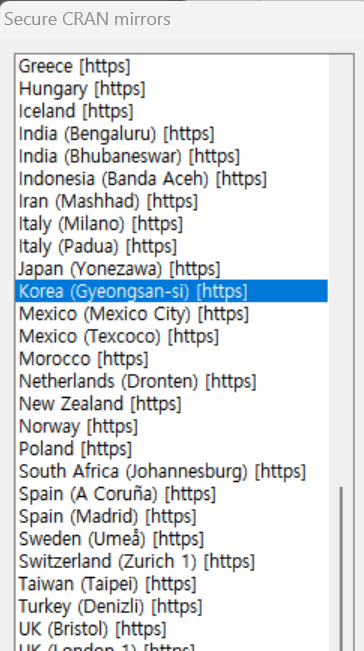 Secure CRAN mirrors
Greece [https]
Hungary [https]
Iceland [https]
India (Bengaluru) [https]
India (Bhubaneswar) [https]
Indonesia (Banda Aceh) [https]
Iran (Mashhad) [https]
Italy (Milano) [https]
Italy (Padua) [https]
Japan (Yonezawa) [https]
Korea (Gyeongsan-si) [https]
Mexico (Mexico City) [https]
Mexico (Texcoco) [https]
Morocco [https]
Netherlands (Dronten) [https]
New Zealand [https]
Norway [https]
Poland [https]
South Africa (Johannesburg) [https]
Spain (A Coruña) [https]
Spain (Madrid) [https]
Sweden (Umeå) [https]
Switzerland (Zurich 1) [https]
Taiwan (Taipei) [https]
Turkey (Denizli) [https]
UK (Bristol) [https]
UK (London 1) [https]